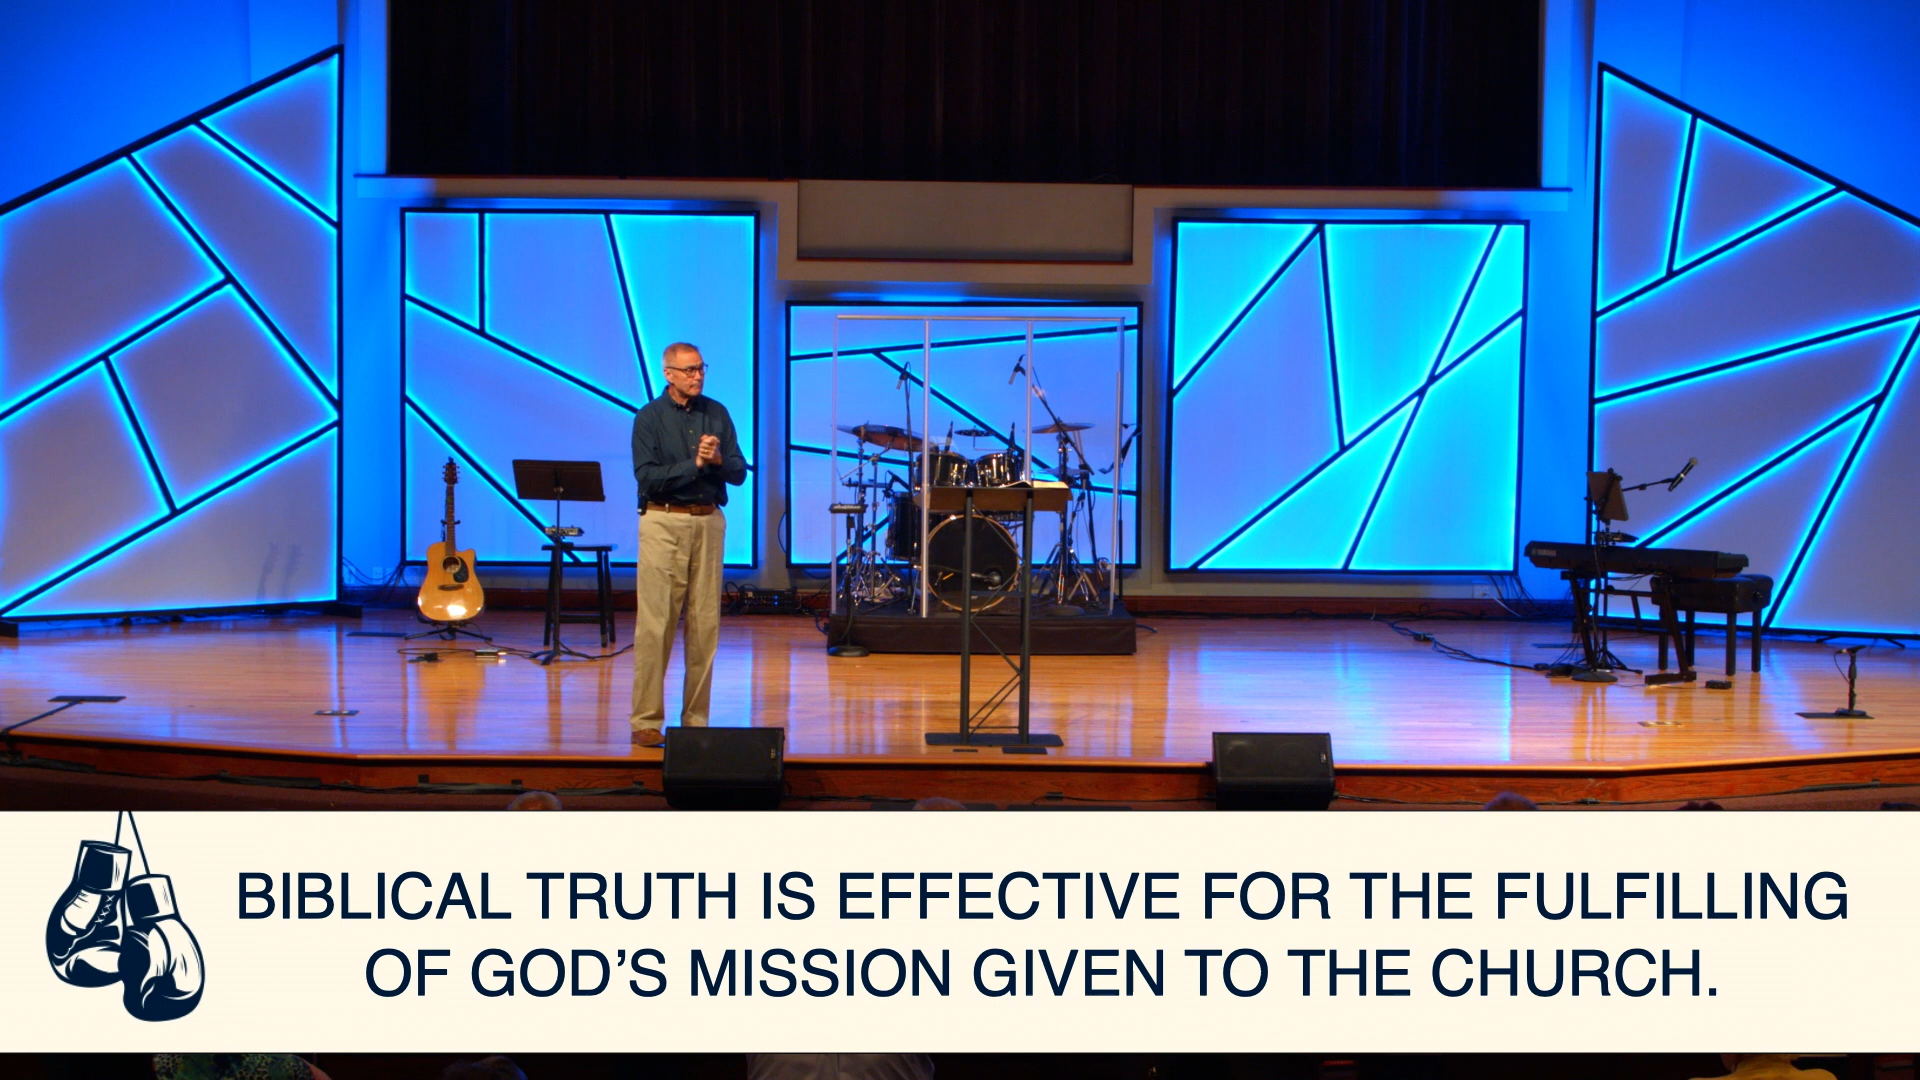 BIBLICAL TRUTH IS EFFECTIVE FOR THE FULFILLING
OF GOD’S MISSION GIVEN TO THE CHURCH.